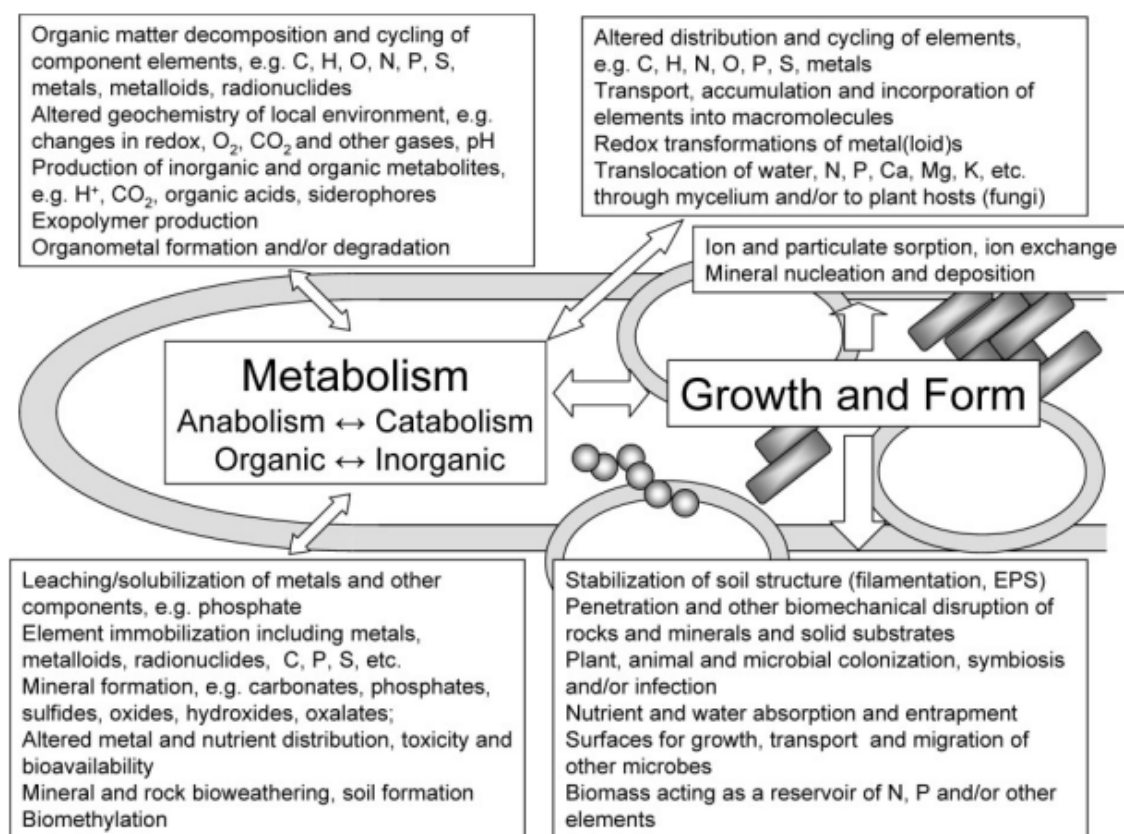 Organic matter decomposition and cycling of
component elements, e.g. C, H, O, N, P, S,
metals, metalloids, radionuclides
Altered geochemistry of local environment, e.g.
changes in redox, O₂, CO₂ and other gases, pH
Production of inorganic and organic metabolites,
e.g. H⁺, CO₂, organic acids, siderophores
Exopolymer production
Organometal formation and/or degradation
Altered distribution and cycling of elements,
e.g. C, H, N, O, P, S, metals
Transport, accumulation and incorporation of
elements into macromolecules
Redox transformations of metal(loid)s
Translocation of water, N, P, Ca, Mg, K, etc.
through mycelium and/or to plant hosts (fungi)
Ion and particulate sorption, ion exchange
Mineral nucleation and deposition
Metabolism
Anabolism ↔ Catabolism
Organic ↔ Inorganic
Growth and Form
Leaching/solubilization of metals and other
components, e.g. phosphate
Element immobilization including metals,
metalloids, radionuclides, C, P, S, etc.
Mineral formation, e.g. carbonates, phosphates,
sulfides, oxides, hydroxides, oxalates;
Altered metal and nutrient distribution, toxicity and
bioavailability
Mineral and rock bioweathering, soil formation
Biomethylation
Stabilization of soil structure (filamentation, EPS)
Penetration and other biomechanical disruption of
rocks and minerals and solid substrates
Plant, animal and microbial colonization, symbiosis
and/or infection
Nutrient and water absorption and entrapment
Surfaces for growth, transport and migration of
other microbes
Biomass acting as a reservoir of N, P and/or other
elements